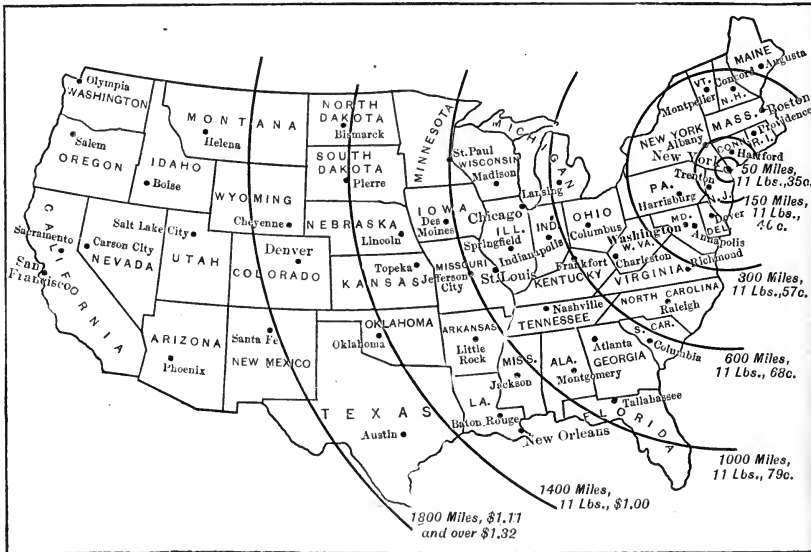 MAINE
Augusta
VT.
Concord
Montpelier
N.H.
Olympia
WASHINGTON
MONTANA
Helena
NORTH
DAKOTA
Bismarck
MINNESOTA
MICHIGAN
MASS.
Boston
Providence
NEW YORK
Albany
CONN.
R.I.
Hartford
New York
Salem
OREGON
IDAHO
Boise
SOUTH
DAKOTA
Pierre
St.Paul
WISCONSIN
Madison
Lansing
50 Miles,
11 Lbs.,35c.
Trenton
N.J.
PA.
Harrisburg
150 Miles,
11 Lbs.,
WYOMING
Cheyenne
NEBRASKA
Lincoln
IOWA
Des
Moines
Chicago
ILL.
Springfield
IND.
Indianapolis
OHIO
Columbus
MD.
Dover
DEL.
Washington
Annapolis
W.VA.
Charleston
VIRGINIA
Richmond
CALIFORNIA
Sacramento
San
Francisco
Carson City
NEVADA
Salt Lake City
UTAH
Denver
COLORADO
Topeka
KANSAS
MISSOURI
Jefferson
City
St.Louis
Frankfort
KENTUCKY
300 Miles,
11 Lbs.,57c.
NORTH CAROLINA
Raleigh
Nashville
TENNESSEE
ARIZONA
Phoenix
Santa Fe
NEW MEXICO
OKLAHOMA
Oklahoma
ARKANSAS
Little
Rock
S. CAR.
Columbia
Atlanta
GEORGIA
MISS.
Jackson
ALA.
Montgomery
600 Miles,
11 Lbs., 68c.
TEXAS
Austin
LA.
Baton Rouge
New Orleans
Tallahassee
FLORIDA
1000 Miles,
11 Lbs., 79c.
1400 Miles,
11 Lbs., $1.00
1800 Miles, $1.11
and over $1.32